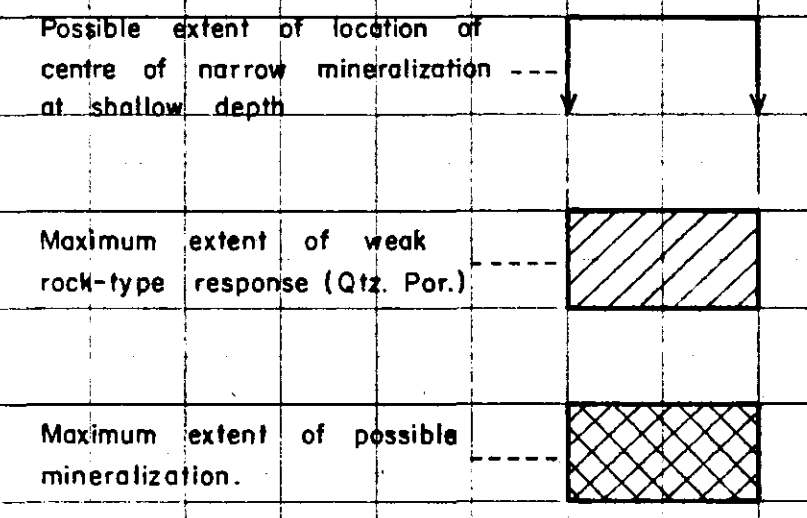 Possible extent of location of
centre of narrow mineralization
at shallow depth
Maximum extent of weak
rock-type response (Qtz. Por.)
Maximum extent of possible
mineralization.